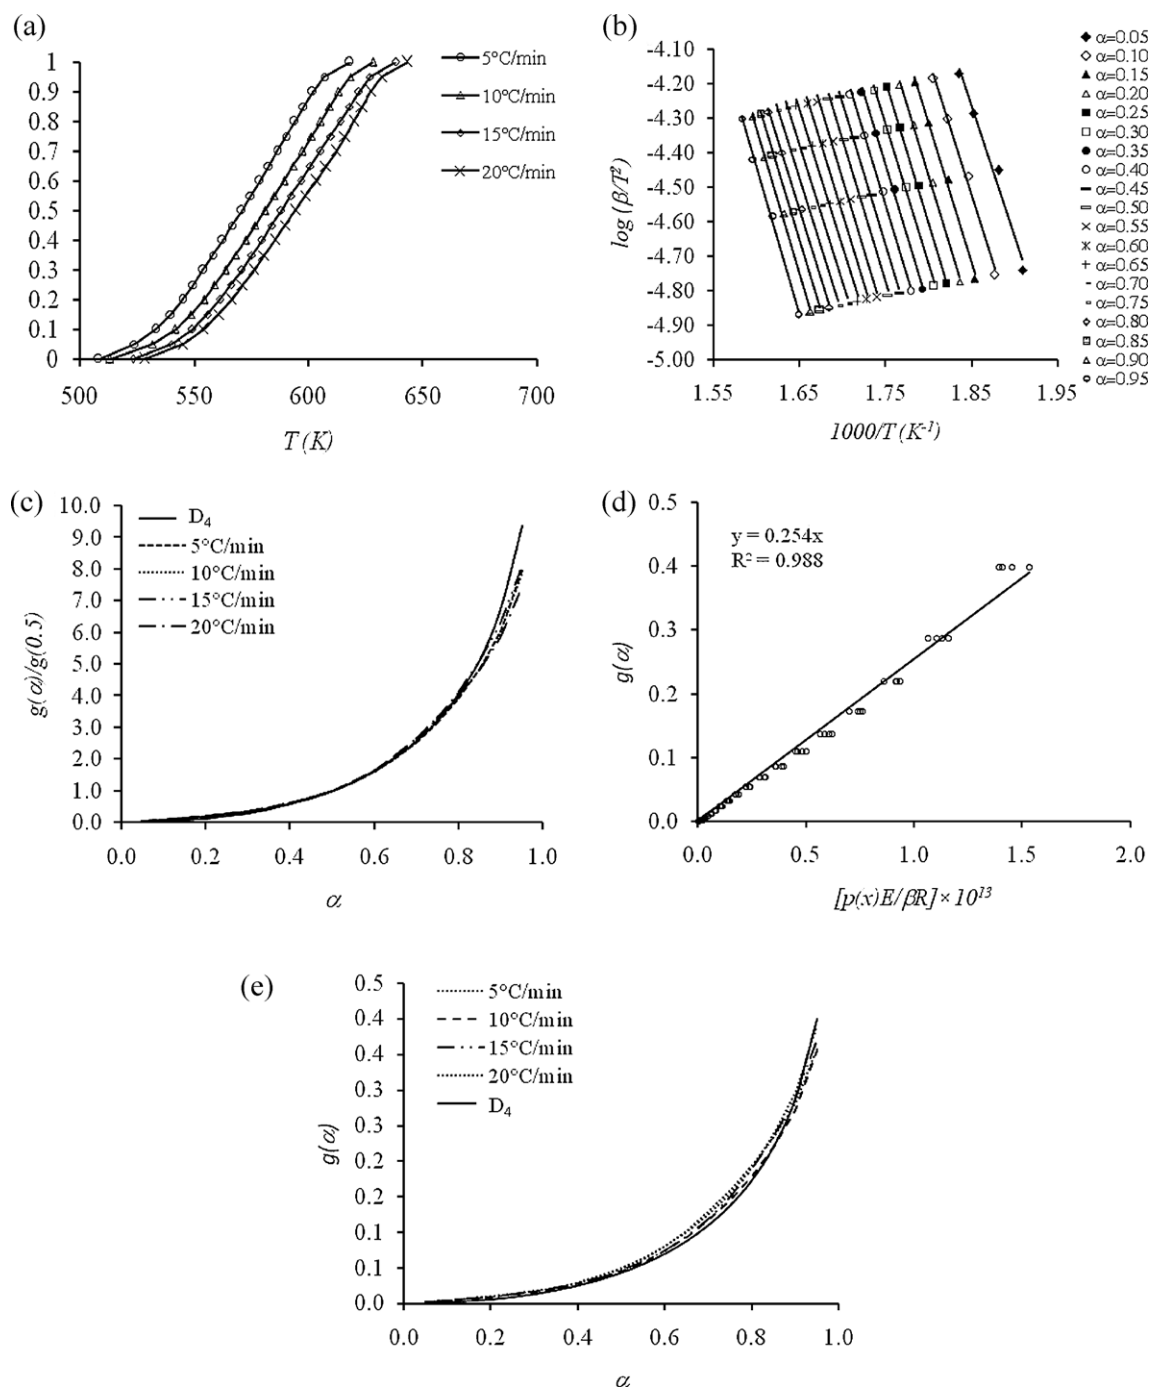 (a)
1
0.9
0.8
0.7
0.6
0.5
0.4
0.3
0.2
0.1
0
500 550 600 650 700
T (K)
5°C/min
10°C/min
15°C/min
20°C/min
(b)
-4.10
-4.20
-4.30
-4.40
-4.50
-4.60
-4.70
-4.80
-4.90
-5.00
log (β/T²)
1.55 1.65 1.75 1.85 1.95
1000/T (K⁻¹)
α=0.05
α=0.10
α=0.15
α=0.20
α=0.25
α=0.30
α=0.35
α=0.40
α=0.45
α=0.50
α=0.55
α=0.60
α=0.65
α=0.70
α=0.75
α=0.80
α=0.85
α=0.90
α=0.95
(c)
10.0
9.0
8.0
7.0
6.0
5.0
4.0
3.0
2.0
1.0
0.0
g(α)/g(0.5)
D₄
5°C/min
10°C/min
15°C/min
20°C/min
0.0 0.2 0.4 0.6 0.8 1.0
α
(d)
0.5
0.4
0.3
0.2
0.1
0.0
g(α)
y = 0.254x
R² = 0.988
0.0 0.5 1.0 1.5 2.0
[p(x)E/βR]×10¹³
(e)
0.5
0.4
0.4
0.3
0.3
0.2
0.2
0.1
0.1
0.0
g(α)
5°C/min
10°C/min
15°C/min
20°C/min
D₄
0.0 0.2 0.4 0.6 0.8 1.0
α